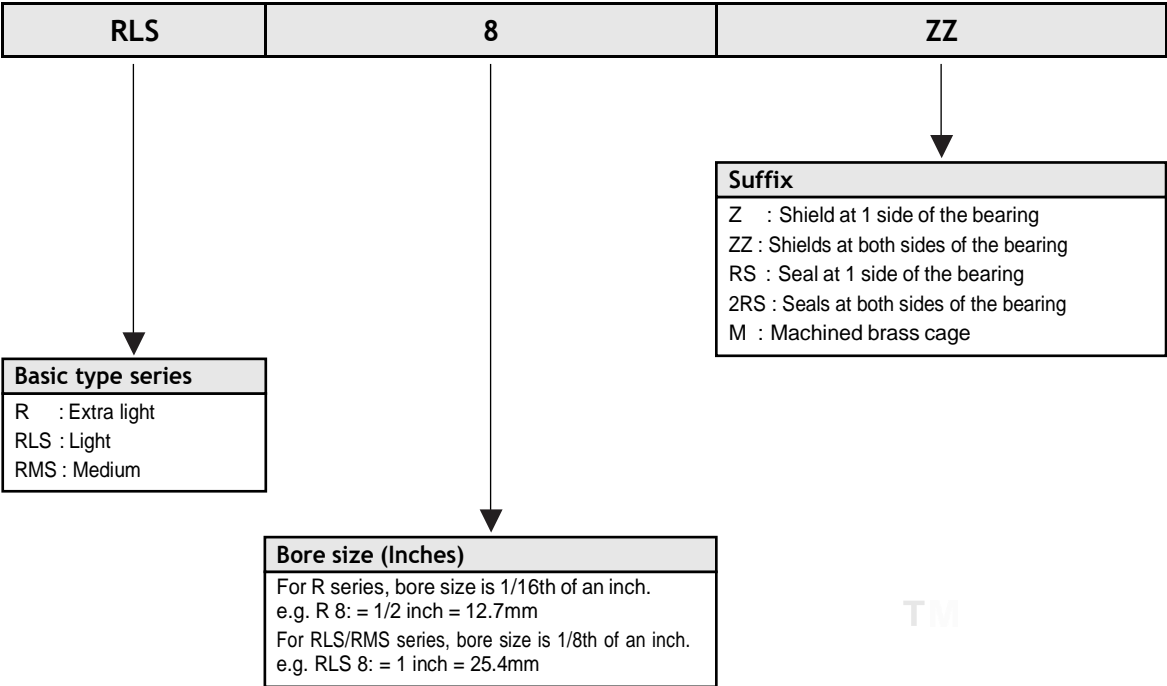 RLS 8 ZZ
Suffix
Z : Shield at 1 side of the bearing
ZZ : Shields at both sides of the bearing
RS : Seal at 1 side of the bearing
2RS : Seals at both sides of the bearing
M : Machined brass cage
Basic type series
R : Extra light
RLS : Light
RMS : Medium
Bore size (Inches)
For R series, bore size is 1/16th of an inch.
e.g. R 8: = 1/2 inch = 12.7mm
For RLS/RMS series, bore size is 1/8th of an inch.
e.g. RLS 8: = 1 inch = 25.4mm
TM